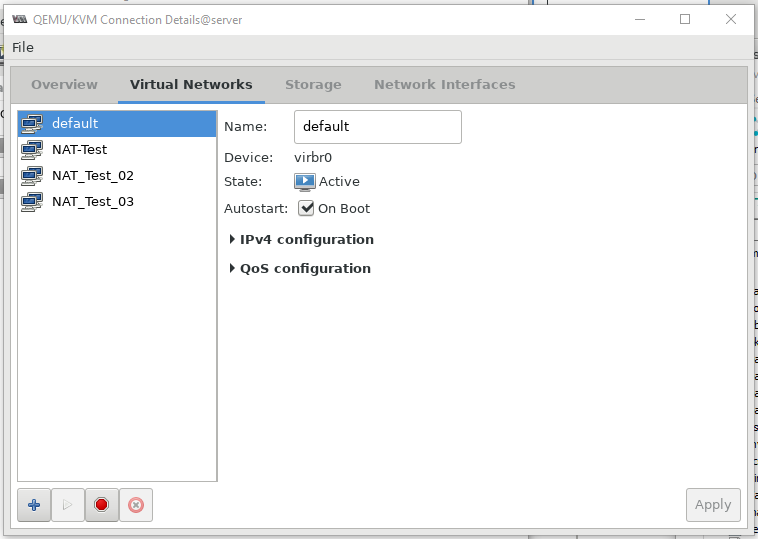 QEMU/KVM Connection Details@server
File
Overview Virtual Networks Storage Network Interfaces
default
NAT-Test
NAT_Test_02
NAT_Test_03
Name: default
Device: virbr0
State: Active
Autostart: On Boot
IPv4 configuration
QoS configuration
Apply